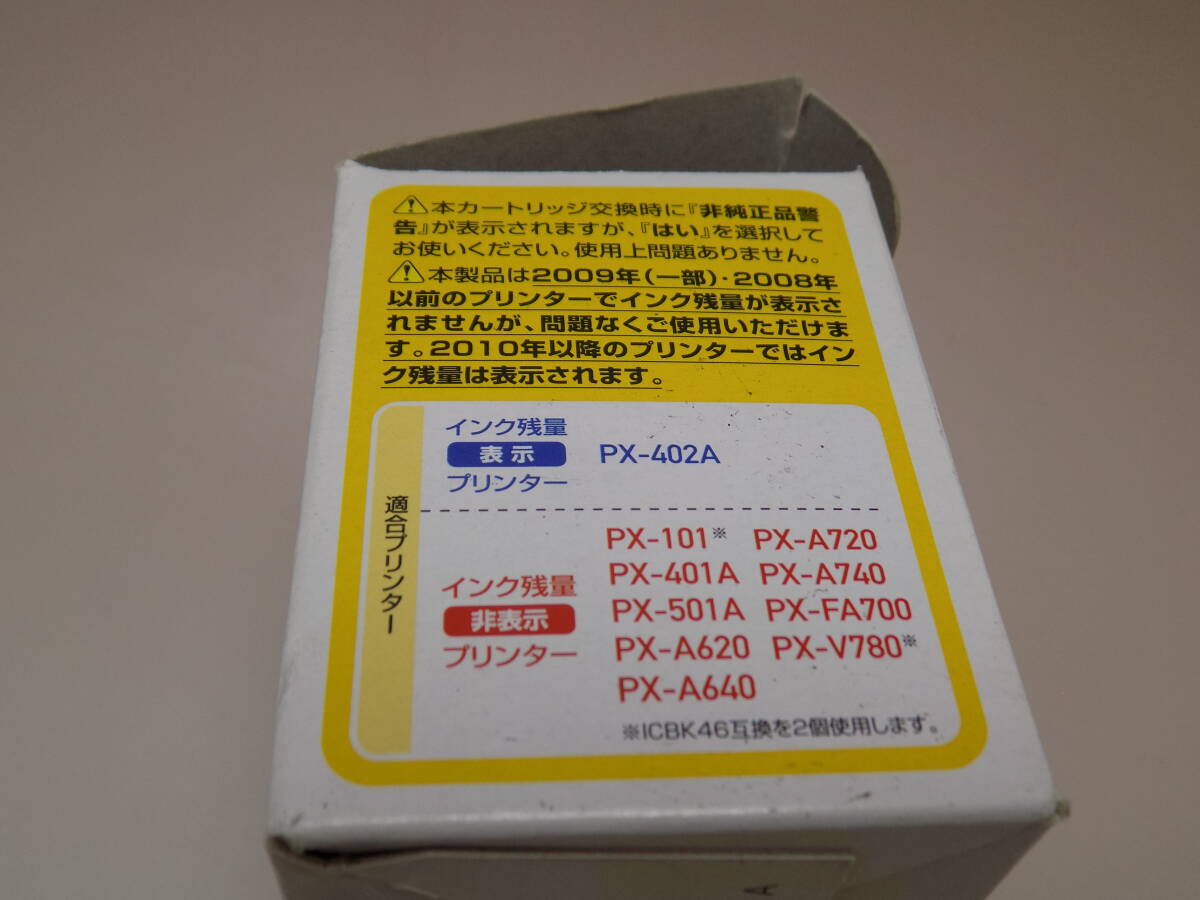 ⚠本カートリッジ交換時に『非純正品警
告』が表示されますが、『はい』を選択して
お使いください。使用上問題ありません。
⚠本製品は2009年(一部)・2008年
以前のプリンターでインク残量が表示さ
れませんが、問題なくご使用いただけま
す。2010年以降のプリンターではイン
ク残量は表示されます。
適合プリンター
インク残量
表示
プリンター
PX-402A
インク残量
非表示
プリンター
PX-101※ PX-A720
PX-401A PX-A740
PX-501A PX-FA700
PX-A620 PX-V780※
PX-A640
※ICBK46互換を2個使用します。
A